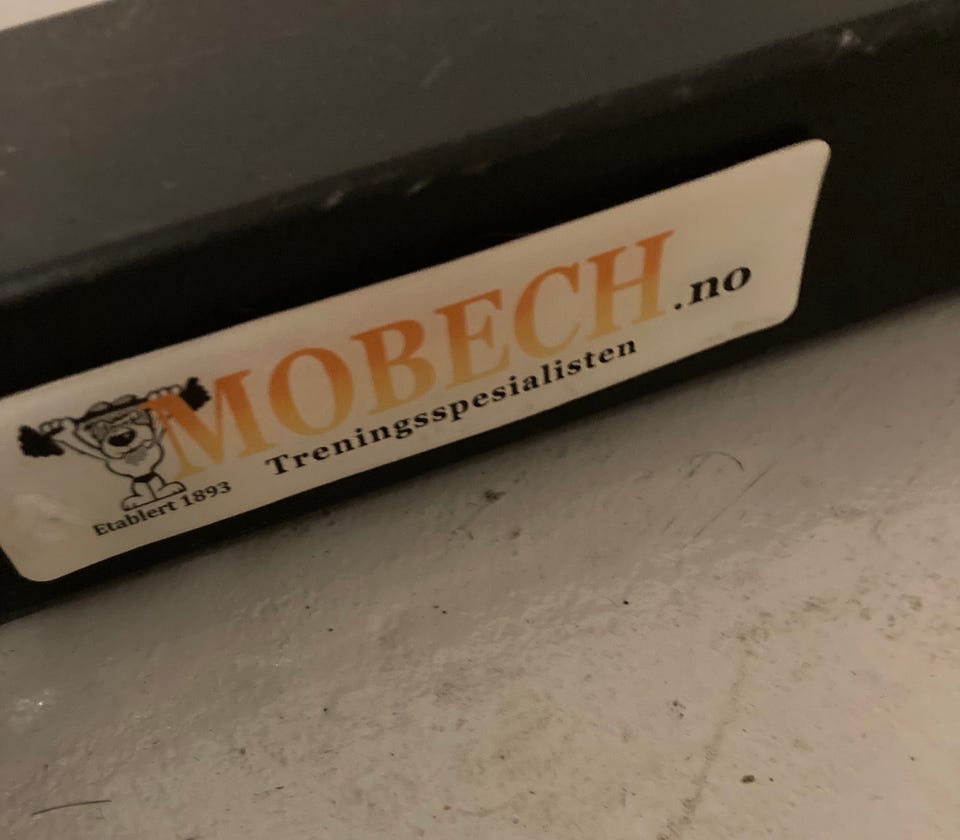 MOBECH.no
Treningsspesialisten
Etablert 1893